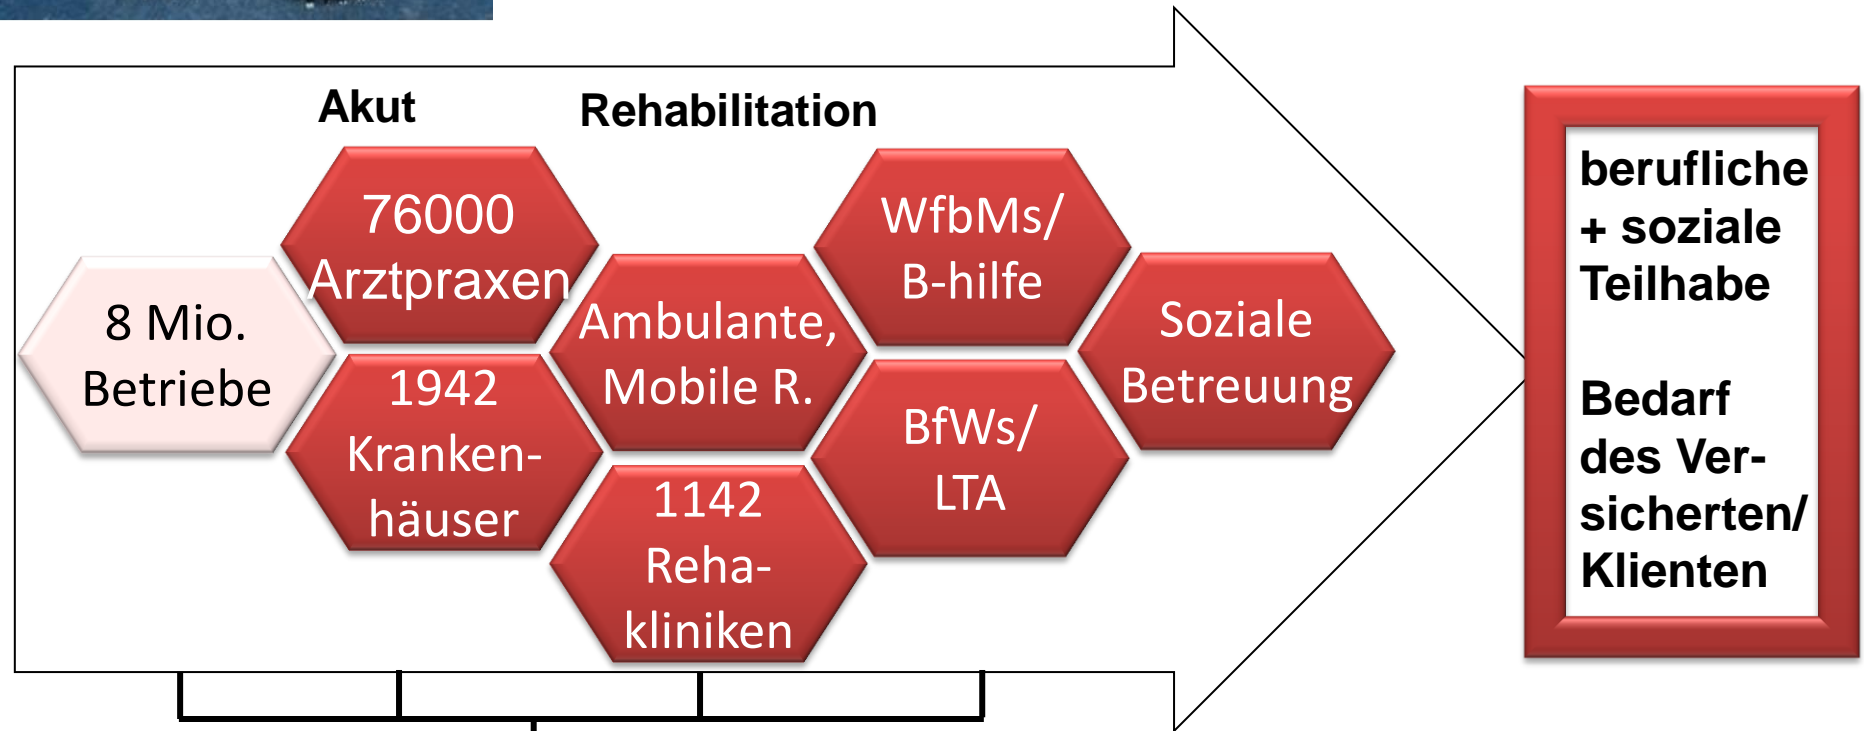 Akut
Rehabilitation
8 Mio.
Betriebe
76000
Arztpraxen
1942
Kranken-
häuser
Ambulante,
Mobile R.
1142
Reha-
kliniken
WfbMs/
B-hilfe
BfWs/
LTA
Soziale
Betreuung
berufliche
+ soziale
Teilhabe
Bedarf
des Ver-
sicherten/
Klienten